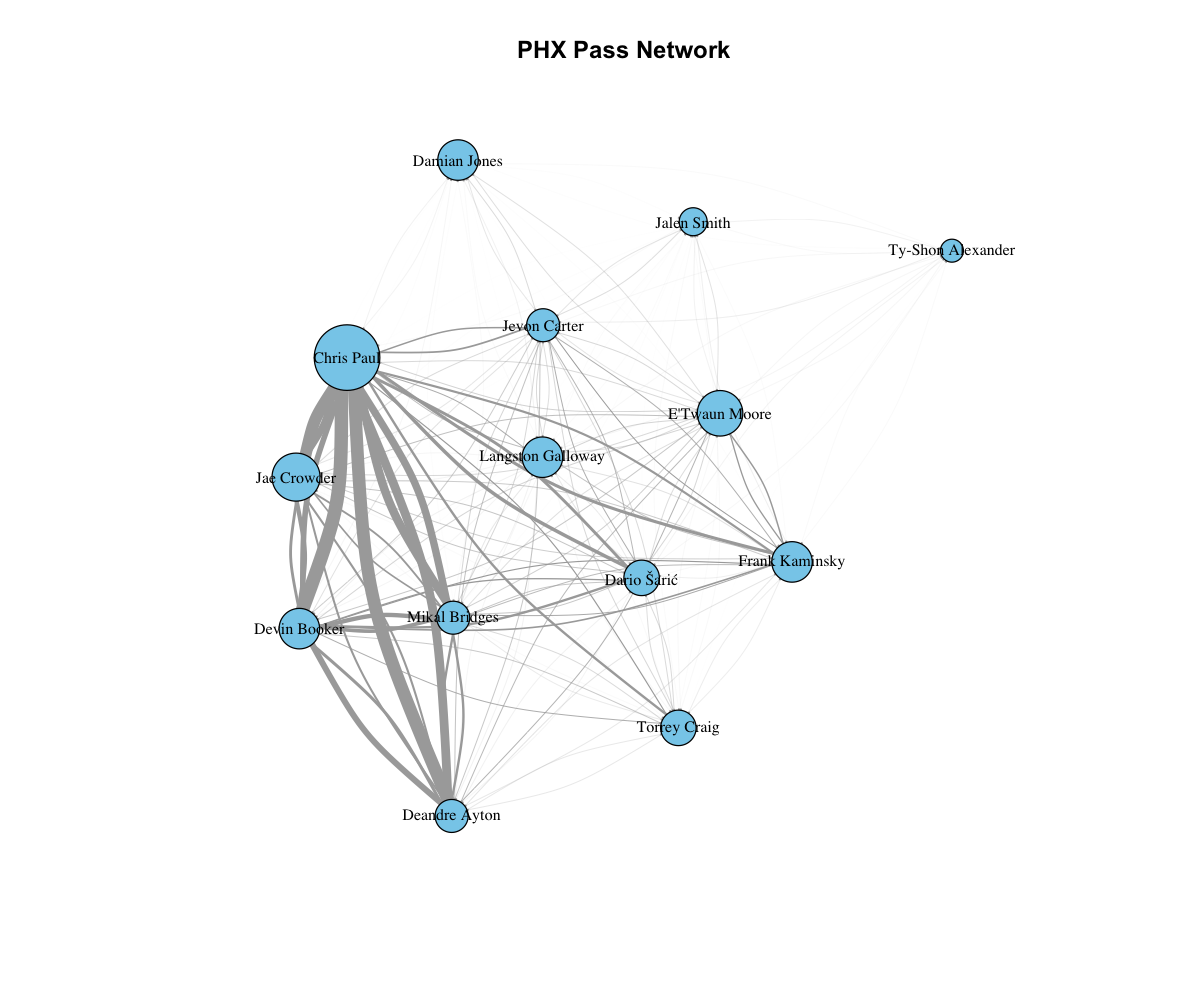 PHX Pass Network
Damian Jones
Jalen Smith
Ty-Shon Alexander
Jevon Carter
Chris Paul
E'Twaun Moore
Langston Galloway
Jae Crowder
Frank Kaminsky
Dario Šarić
Mikal Bridges
Devin Booker
Torrey Craig
Deandre Ayton